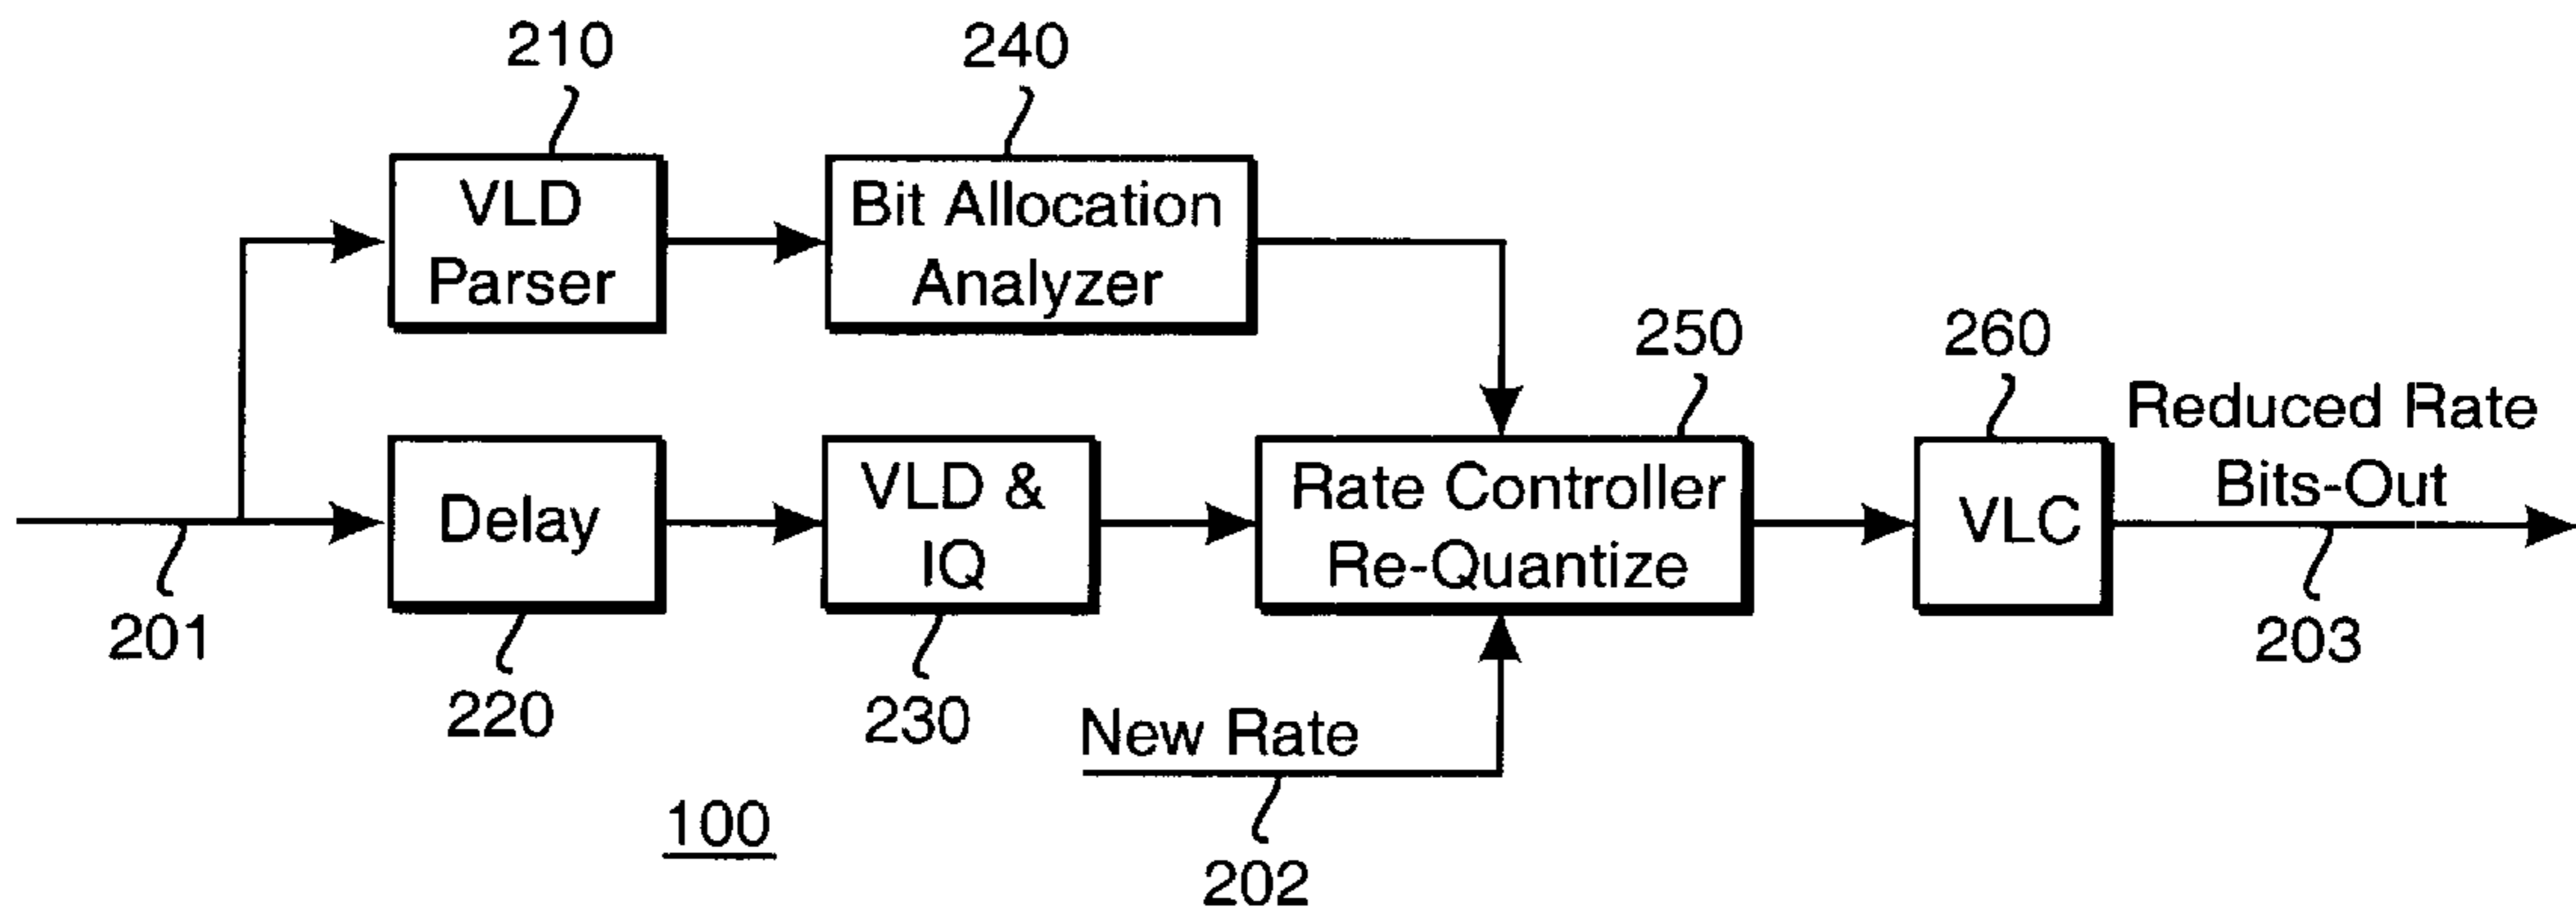 210
240
VLD
Parser
Bit Allocation
Analyzer
250
260
Reduced Rate
Bits-Out
Delay
VLD &
IQ
Rate Controller
Re-Quantize
VLC
201
220
230
203
New Rate
202
100